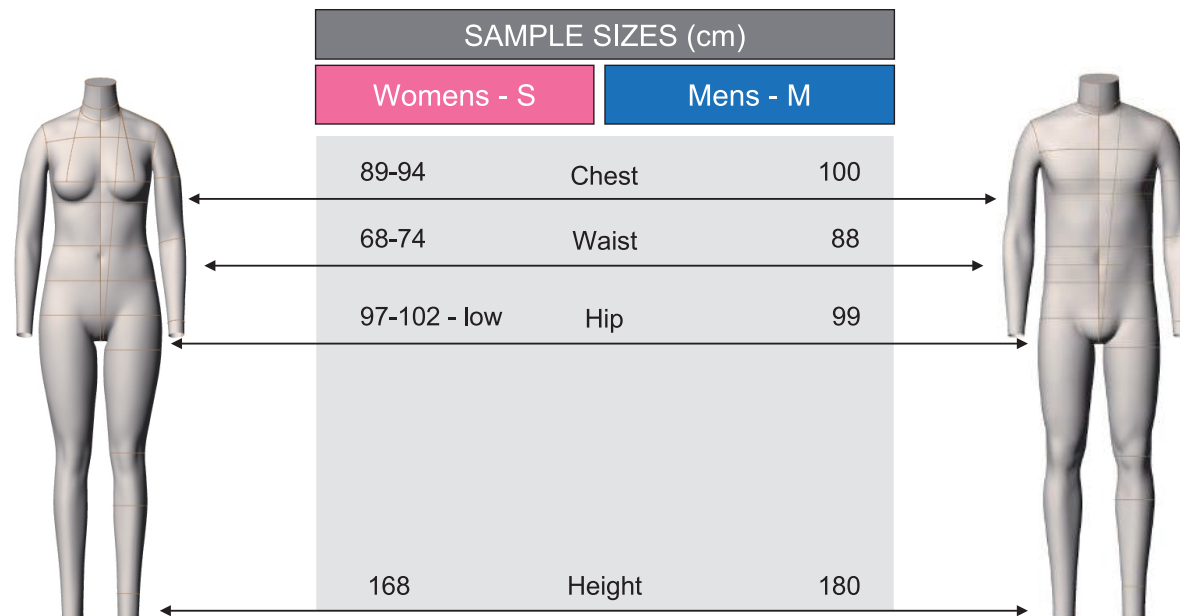 SAMPLE SIZES (cm)
Womens - S Mens - M
89-94 Chest 100
68-74 Waist 88
97-102 - low Hip 99
168 Height 180